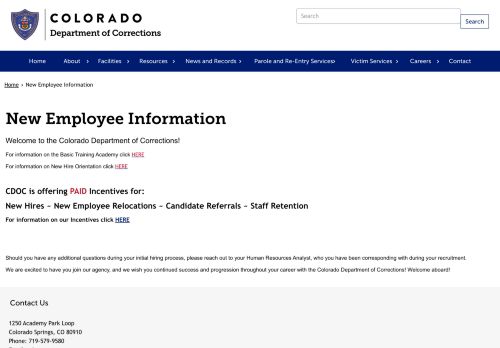 COLORADO
Department of Corrections
Search
Search
Home About › Facilities › Resources › News and Records › Parole and Re-Entry Services › Victim Services › Careers › Contact
Home › New Employee Information
New Employee Information
Welcome to the Colorado Department of Corrections!
For information on the Basic Training Academy click HERE
For information on New Hire Orientation click HERE
CDOC is offering PAID Incentives for:
New Hires ~ New Employee Relocations ~ Candidate Referrals ~ Staff Retention
For information on our Incentives click HERE
Should you have any additional questions during your initial hiring process, please reach out to your Human Resources Analyst, who you have been corresponding with during your recruitment.
We are excited to have you join our agency, and we wish you continued success and progression throughout your career with the Colorado Department of Corrections! Welcome aboard!
Contact Us
1250 Academy Park Loop
Colorado Springs, CO 80910
Phone: 719-579-9580